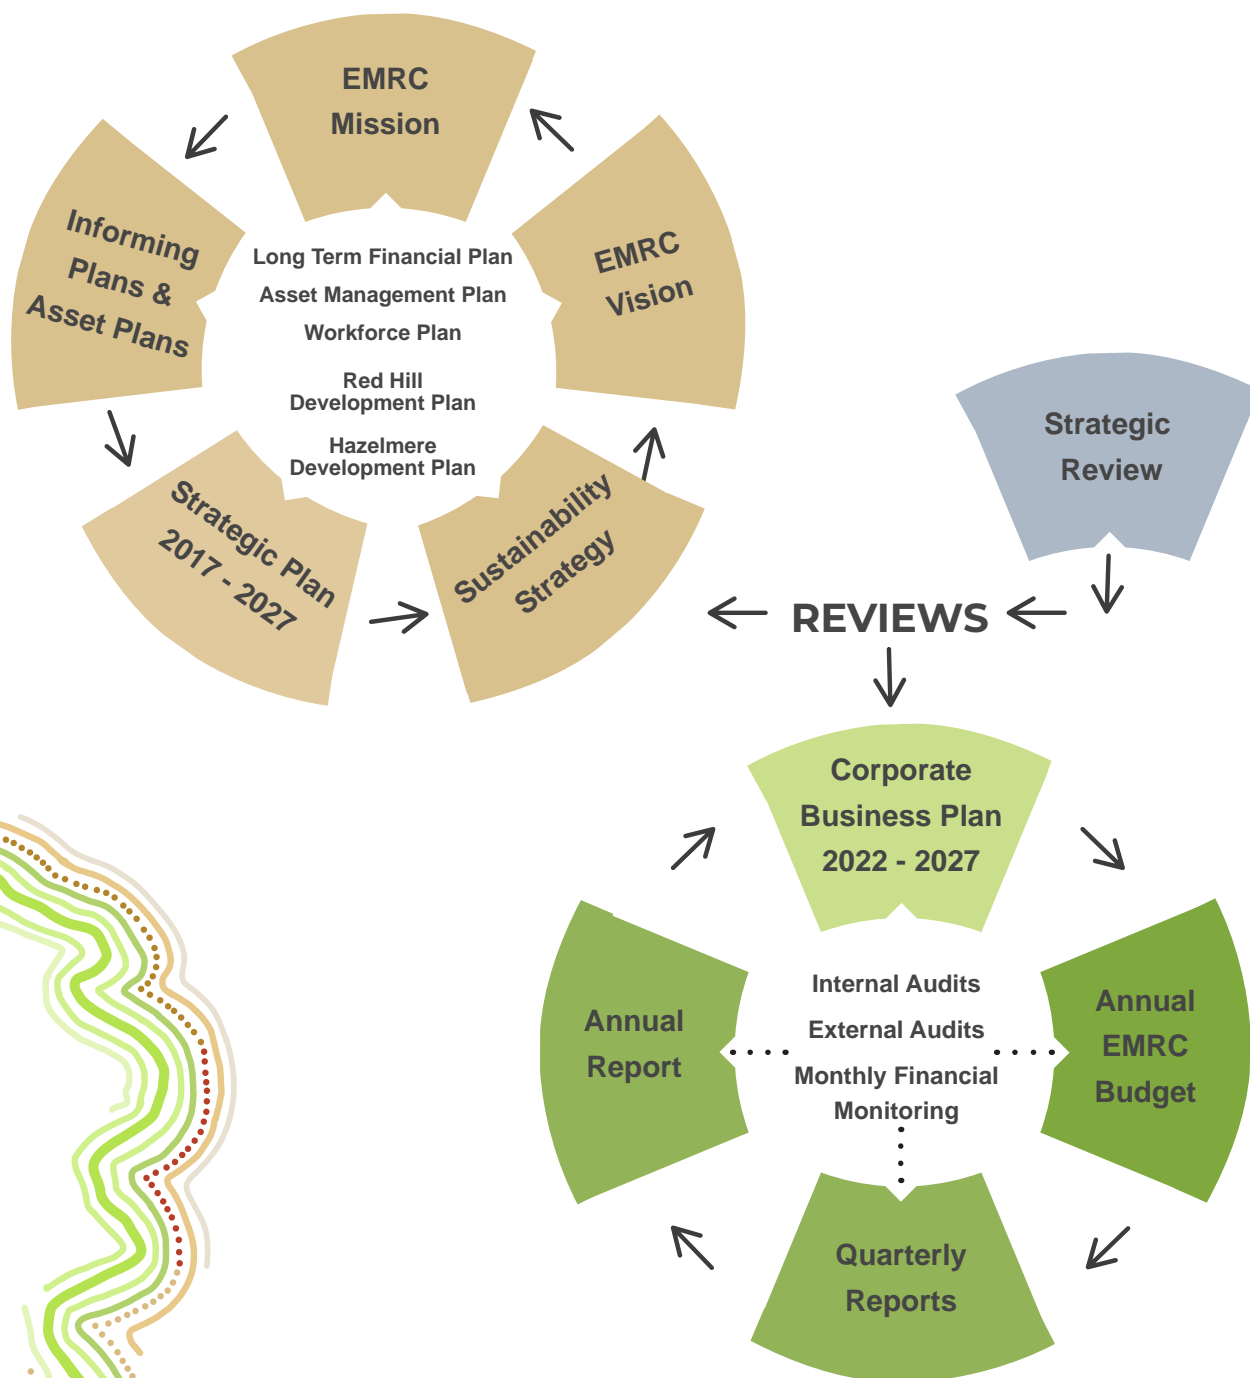 EMRC
Mission
Informing
Plans &
Asset Plans
EMRC
Vision
Long Term Financial Plan
Asset Management Plan
Workforce Plan
Red Hill
Development Plan
Hazelmere
Development Plan
Strategic Plan
2017 - 2027
Sustainability
Strategy
Strategic
Review
REVIEWS
Corporate
Business Plan
2022 - 2027
Annual
Report
Internal Audits
External Audits
Monthly Financial
Monitoring
Annual
EMRC
Budget
Quarterly
Reports